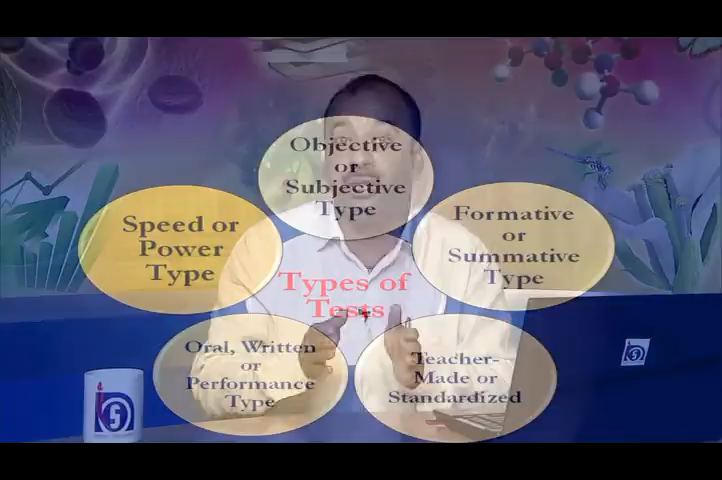 Objective
or
Subjective
Type
Formative
or
Summative
Type
Teacher-
Made or
Standardized
Oral, Written
or
Performance
Type
Speed or
Power
Type
Types of
Tests